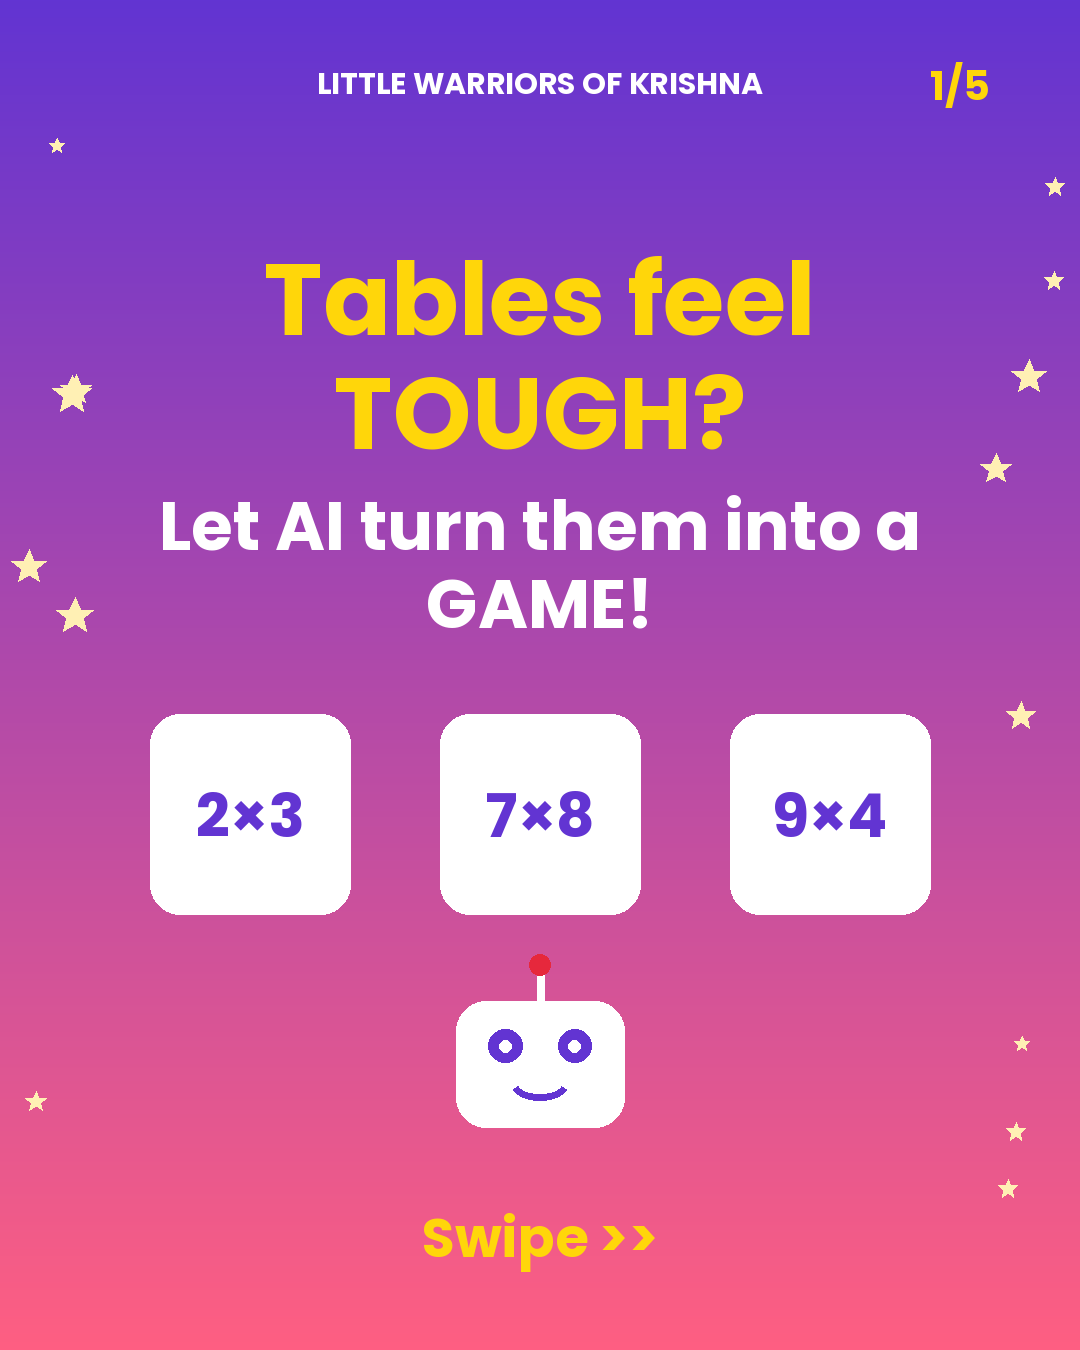 LITTLE WARRIORS OF KRISHNA
1/5
Tables feel
TOUGH?
Let AI turn them into a
GAME!
2×3
7×8
9×4
Swipe >>